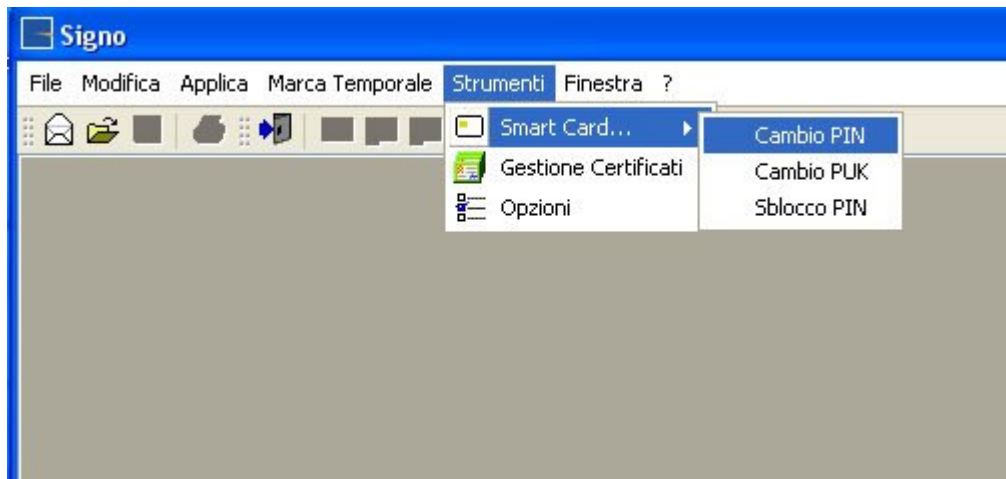 Signo
File Modifica Applica Marca Temporale Strumenti Finestra ?
Smart Card...
Gestione Certificati
Opzioni
Cambio PIN
Cambio PUK
Sblocco PIN